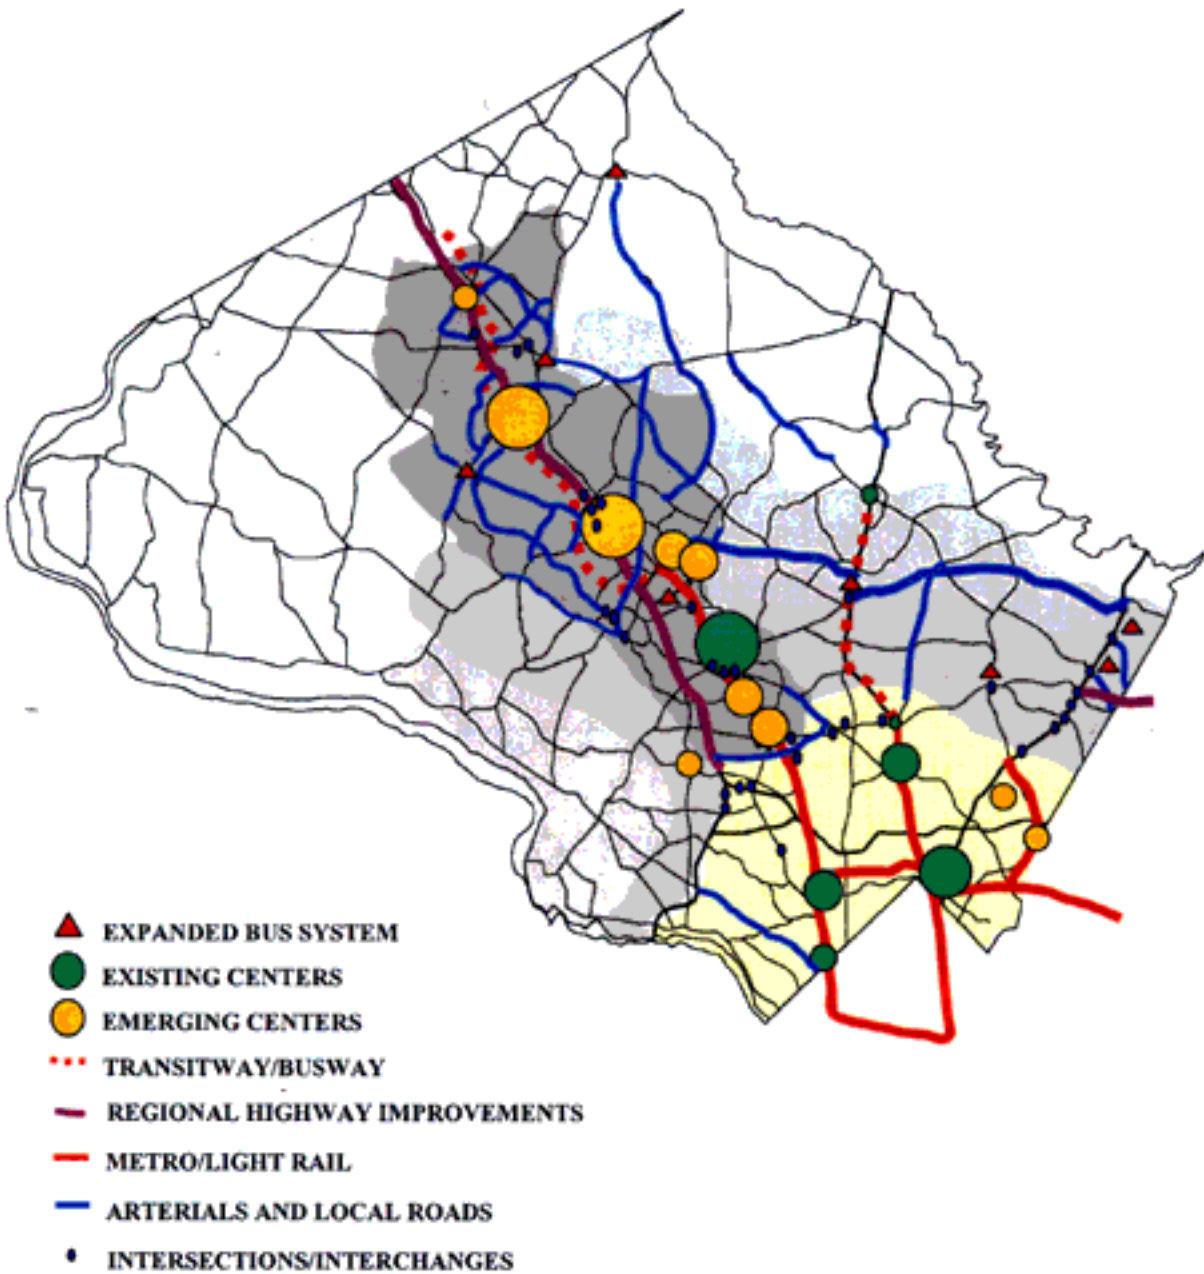 EXPANDED BUS SYSTEM
EXISTING CENTERS
EMERGING CENTERS
TRANSITWAY/BUSWAY
REGIONAL HIGHWAY IMPROVEMENTS
METRO/LIGHT RAIL
ARTERIALS AND LOCAL ROADS
INTERSECTIONS/INTERCHANGES